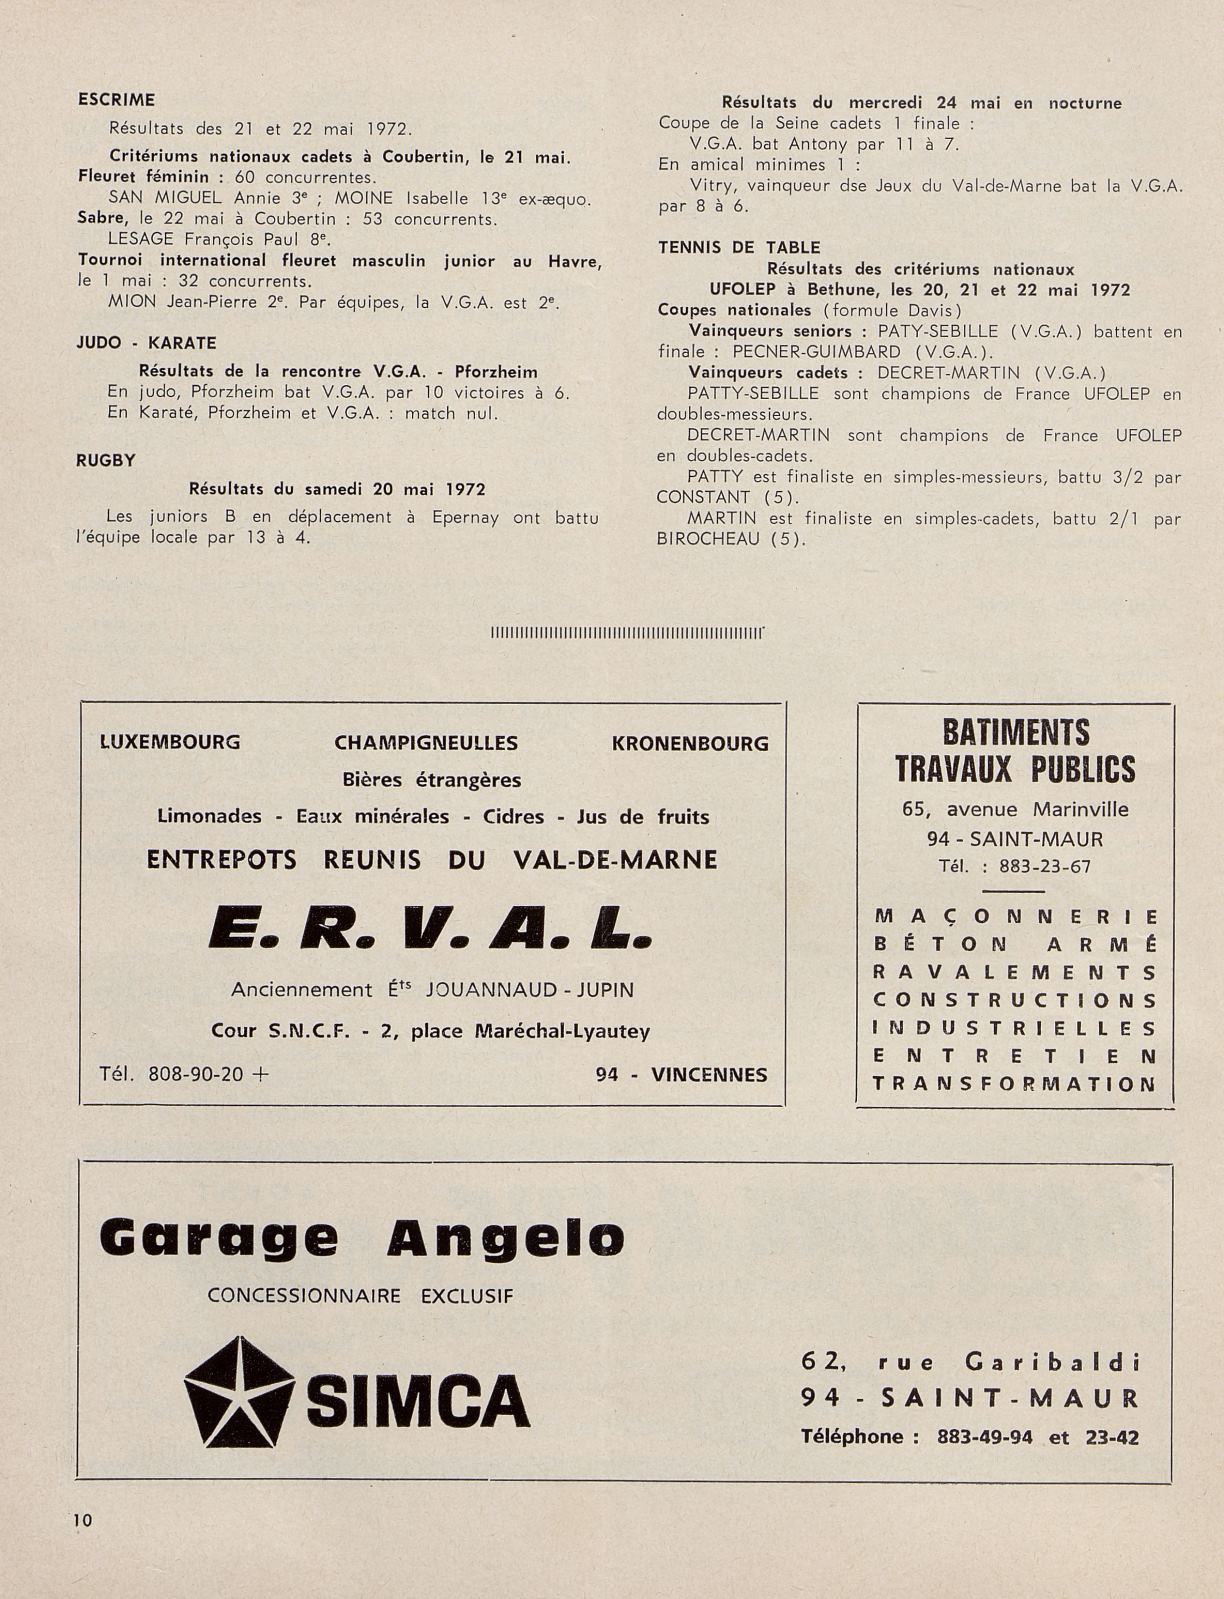 ESCRIME
Résultats des 21 et 22 mai 1972.
Critériums nationaux cadets à Coubertin, le 21 mai.
Fleuret féminin : 60 concurrentes.
SAN MIGUEL Annie 3e ; MOINE Isabelle 13e ex-æquo.
Sabre, le 22 mai à Coubertin : 53 concurrents.
LESAGE François Paul 8e.
Tournoi international fleuret masculin junior au Havre,
le 1 mai : 32 concurrents.
MION Jean-Pierre 2e. Par équipes, la V.G.A. est 2e.
JUDO - KARATE
Résultats de la rencontre V.G.A. - Pforzheim
En judo, Pforzheim bat V.G.A. par 10 victoires à 6.
En Karaté, Pforzheim et V.G.A. : match nul.
RUGBY
Résultats du samedi 20 mai 1972
Les juniors B en déplacement à Epernay ont battu
l'équipe locale par 13 à 4.
Résultats du mercredi 24 mai en nocturne
Coupe de la Seine cadets 1 finale :
V.G.A. bat Antony par 11 à 7.
En amical minimes 1 :
Vitry, vainqueur dse Jeux du Val-de-Marne bat la V.G.A.
par 8 à 6.
TENNIS DE TABLE
Résultats des critériums nationaux
UFOLEP à Bethune, les 20, 21 et 22 mai 1972
Coupes nationales (formule Davis)
Vainqueurs seniors : PATY-SEBILLE (V.G.A.) battent en
finale : PECNER-GUIMBARD (V.G.A.).
Vainqueurs cadets : DECRET-MARTIN (V.G.A.)
PATTY-SEBILLE sont champions de France UFOLEP en
doubles-messieurs.
DECRET-MARTIN sont champions de France UFOLEP
en doubles-cadets.
PATTY est finaliste en simples-messieurs, battu 3/2 par
CONSTANT (5).
MARTIN est finaliste en simples-cadets, battu 2/1 par
BIROCHEAU (5).
LUXEMBOURG CHAMPIGNEULLES KRONENBOURG
Bières étrangères
Limonades - Eaux minérales - Cidres - Jus de fruits
ENTREPOTS REUNIS DU VAL-DE-MARNE
E. R. V. A. L.
Anciennement Éts JOUANNAUD - JUPIN
Cour S.N.C.F. - 2, place Maréchal-Lyautey
Tél. 808-90-20 + 94 - VINCENNES
BATIMENTS
TRAVAUX PUBLICS
65, avenue Marinville
94 - SAINT-MAUR
Tél. : 883-23-67
MAÇONNERIE
BÉTON ARMÉ
RAVALEMENTS
CONSTRUCTIONS
INDUSTRIELLES
ENTRETIEN
TRANSFORMATION
Garage Angelo
CONCESSIONNAIRE EXCLUSIF
SIMCA
62, rue Garibaldi
94 - SAINT-MAUR
Téléphone : 883-49-94 et 23-42
10